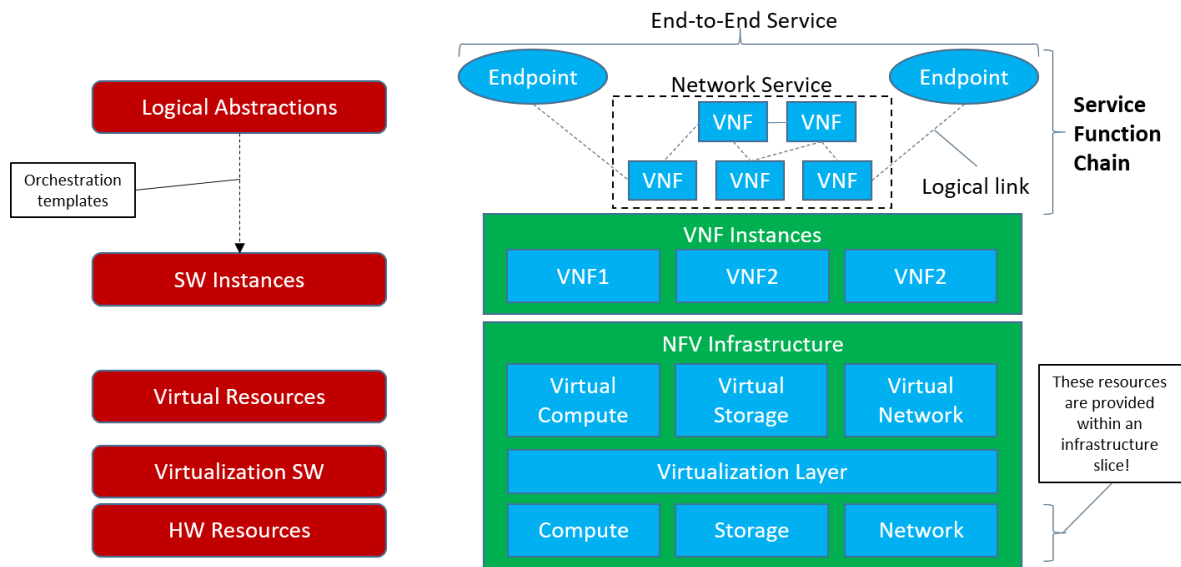 End-to-End Service
Endpoint
Endpoint
Network Service
Logical Abstractions
VNF
VNF
Service
Function
Chain
Orchestration
templates
VNF
VNF
VNF
Logical link
VNF Instances
SW Instances
VNF1
VNF2
VNF2
NFV Infrastructure
Virtual Resources
Virtual
Compute
Virtual
Storage
Virtual
Network
These resources
are provided
within an
infrastructure
slice!
Virtualization SW
Virtualization Layer
HW Resources
Compute
Storage
Network